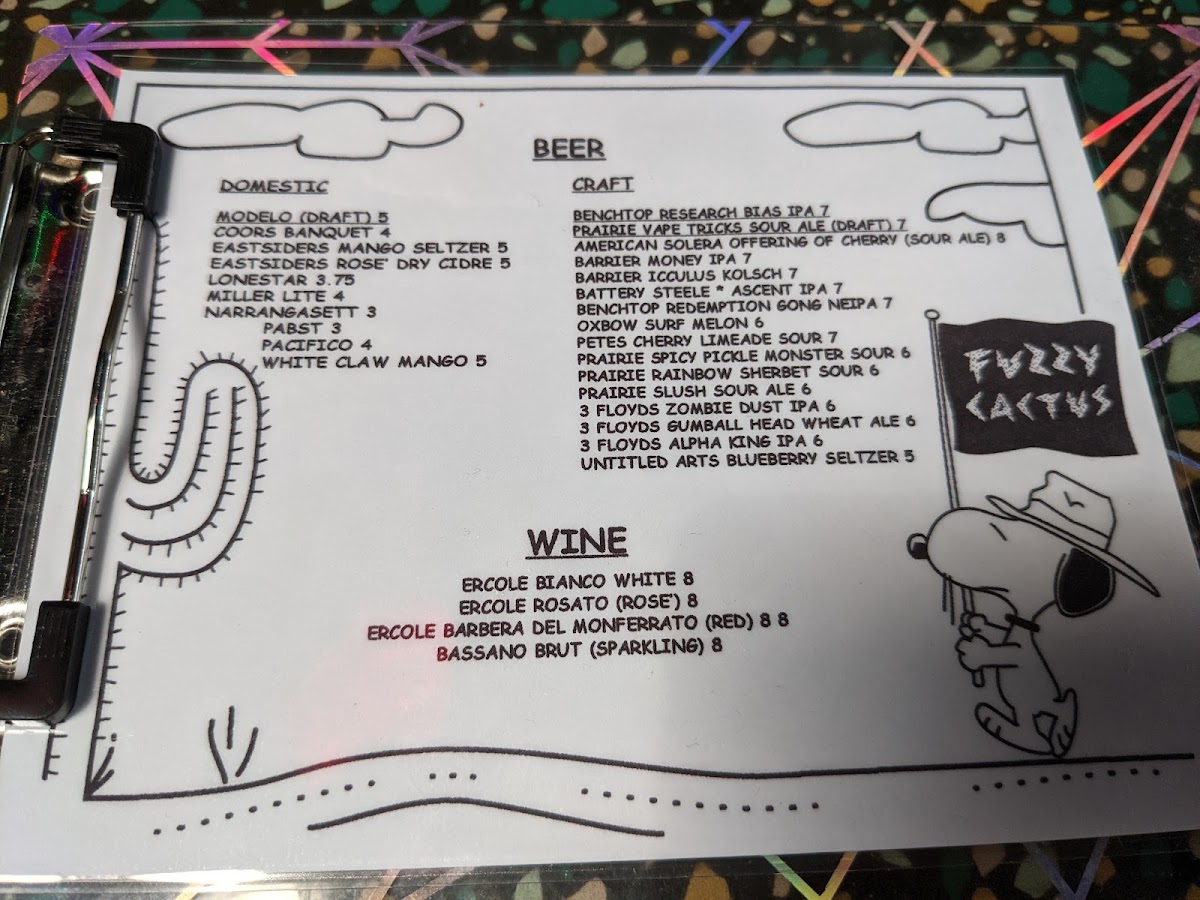 BEER
DOMESTIC
MODELO (DRAFT) 5
COORS BANQUET 4
EASTSIDERS MANGO SELTZER 5
EASTSIDERS ROSE' DRY CIDRE 5
LONESTAR 3.75
MILLER LITE 4
NARRANGASETT 3
PABST 3
PACIFICO 4
WHITE CLAW MANGO 5
CRAFT
BENCHTOP RESEARCH BIAS IPA 7
PRAIRIE VAPE TRICKS SOUR ALE (DRAFT) 7
AMERICAN SOLERA OFFERING OF CHERRY (SOUR ALE) 8
BARRIER MONEY IPA 7
BARRIER ICCULUS KOLSCH 7
BATTERY STEELE * ASCENT IPA 7
BENCHTOP REDEMPTION GONG NEIPA 7
OXBOW SURF MELON 6
PETES CHERRY LIMEADE SOUR 7
PRAIRIE SPICY PICKLE MONSTER SOUR 6
PRAIRIE RAINBOW SHERBET SOUR 6
PRAIRIE SLUSH SOUR ALE 6
3 FLOYDS ZOMBIE DUST IPA 6
3 FLOYDS GUMBALL HEAD WHEAT ALE 6
3 FLOYDS ALPHA KING IPA 6
UNTITLED ARTS BLUEBERRY SELTZER 5
FUZZY
CACTUS
WINE
ERCOLE BIANCO WHITE 8
ERCOLE ROSATO (ROSE') 8
ERCOLE BARBERA DEL MONFERRATO (RED) 8 8
BASSANO BRUT (SPARKLING) 8